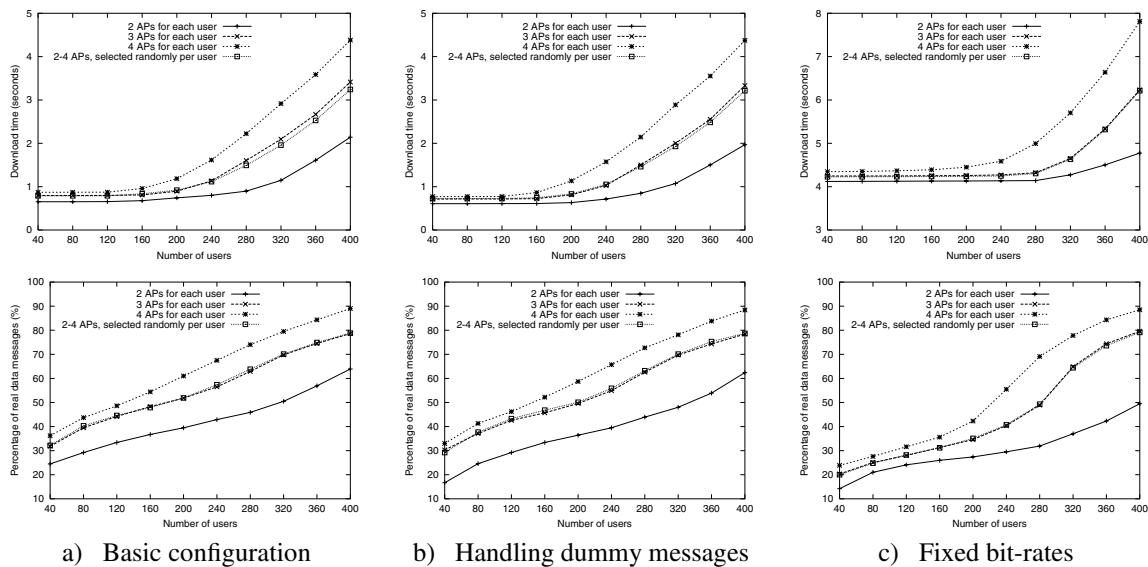 Download time (seconds)
5
4
3
2
1
0
2 APs for each user
3 APs for each user
4 APs for each user
2-4 APs, selected randomly per user
40 80 120 160 200 240 280 320 360 400
Number of users
Download time (seconds)
5
4
3
2
1
0
2 APs for each user
3 APs for each user
4 APs for each user
2-4 APs, selected randomly per user
40 80 120 160 200 240 280 320 360 400
Number of users
Download time (seconds)
8
7
6
5
4
3
2 APs for each user
3 APs for each user
4 APs for each user
2-4 APs, selected randomly per user
40 80 120 160 200 240 280 320 360 400
Number of users
Percentage of real data messages (%)
100
90
80
70
60
50
40
30
20
10
2 APs for each user
3 APs for each user
4 APs for each user
2-4 APs, selected randomly per user
40 80 120 160 200 240 280 320 360 400
Number of users
Percentage of real data messages (%)
100
90
80
70
60
50
40
30
20
10
2 APs for each user
3 APs for each user
4 APs for each user
2-4 APs, selected randomly per user
40 80 120 160 200 240 280 320 360 400
Number of users
Percentage of real data messages (%)
100
90
80
70
60
50
40
30
20
10
2 APs for each user
3 APs for each user
4 APs for each user
2-4 APs, selected randomly per user
40 80 120 160 200 240 280 320 360 400
Number of users
a) Basic configuration
b) Handling dummy messages
c) Fixed bit-rates